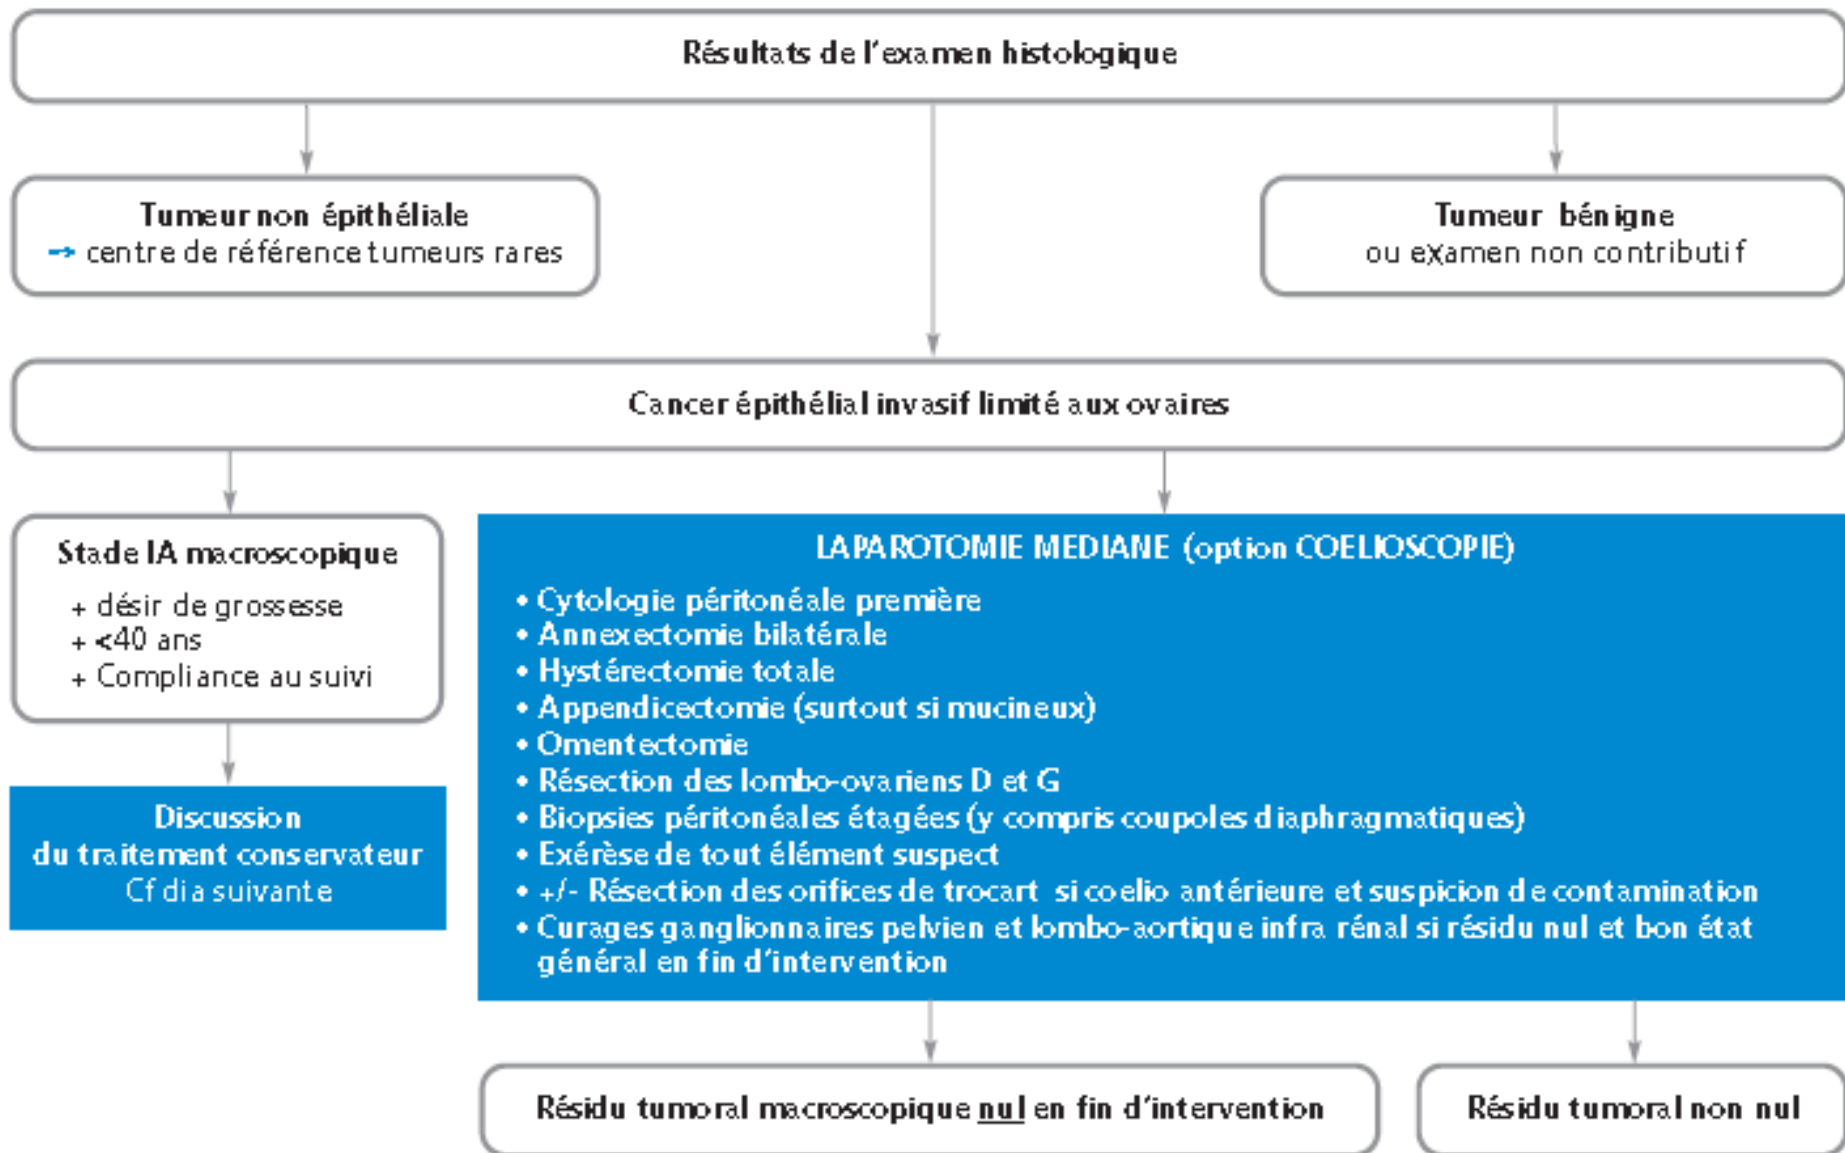 Résultats de l'examen histologique
Tumeur non épithéliale
→ centre de référence tumeurs rares
Tumeur bénigne
ou examen non contributif
Cancer épithélial invasif limité aux ovaires
Stade IA macroscopique
+ désir de grossesse
+ <40 ans
+ Compliance au suivi
Discussion
du traitement conservateur
Cf dia suivante
LAPAROTOMIE MEDIANE (option COELIOSCOPIE)
• Cytologie péritonéale première
• Annexectomie bilatérale
• Hystérectomie totale
• Appendicectomie (surtout si mucineux)
• Omentectomie
• Résection des lombo-ovariens D et G
• Biopsies péritonéales étagées (y compris coupoles diaphragmatiques)
• Exérèse de tout élément suspect
• +/- Résection des orifices de trocart si coelio antérieure et suspicion de contamination
• Curages ganglionnaires pelvien et lombo-aortique infra rénal si résidu nul et bon état
général en fin d'intervention
Résidu tumoral macroscopique nul en fin d'intervention
Résidu tumoral non nul